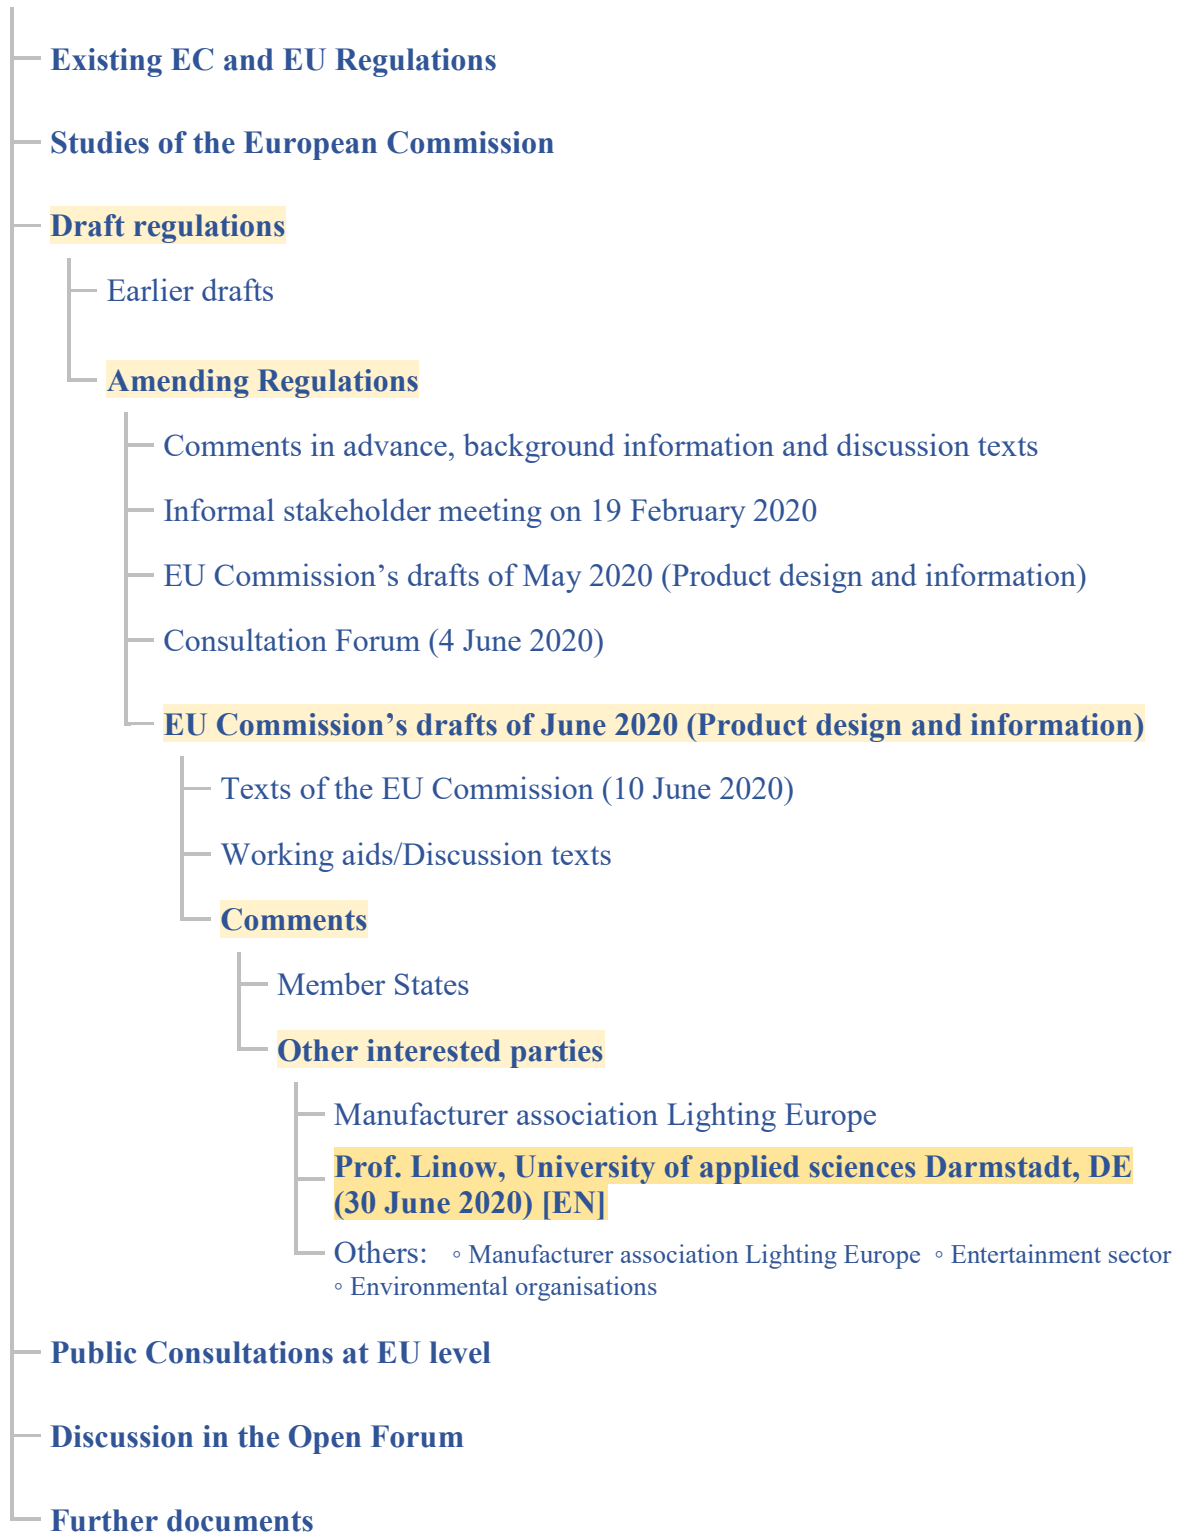 Existing EC and EU Regulations
Studies of the European Commission
Draft regulations
Earlier drafts
Amending Regulations
Comments in advance, background information and discussion texts
Informal stakeholder meeting on 19 February 2020
EU Commission’s drafts of May 2020 (Product design and information)
Consultation Forum (4 June 2020)
EU Commission’s drafts of June 2020 (Product design and information)
Texts of the EU Commission (10 June 2020)
Working aids/Discussion texts
Comments
Member States
Other interested parties
Manufacturer association Lighting Europe
Prof. Linow, University of applied sciences Darmstadt, DE
(30 June 2020) [EN]
Others: ◦ Manufacturer association Lighting Europe ◦ Entertainment sector
◦ Environmental organisations
Public Consultations at EU level
Discussion in the Open Forum
Further documents